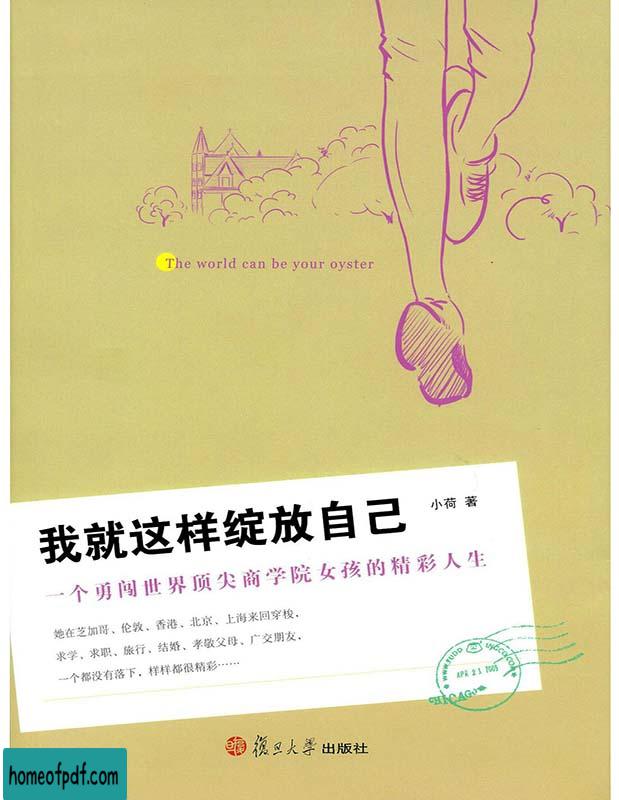 The world can be your oyster
我就这样绽放自己
小荷 著
一个勇闯世界顶尖商学院女孩的精彩人生
她在芝加哥、伦敦、香港、北京、上海来回穿梭，
求学、求职、旅行、结婚、孝敬父母、广交朋友，
一个都没有落下，样样都很精彩……
APR 21 2005
CHICAGO
復旦大學出版社
homeofpdf.com